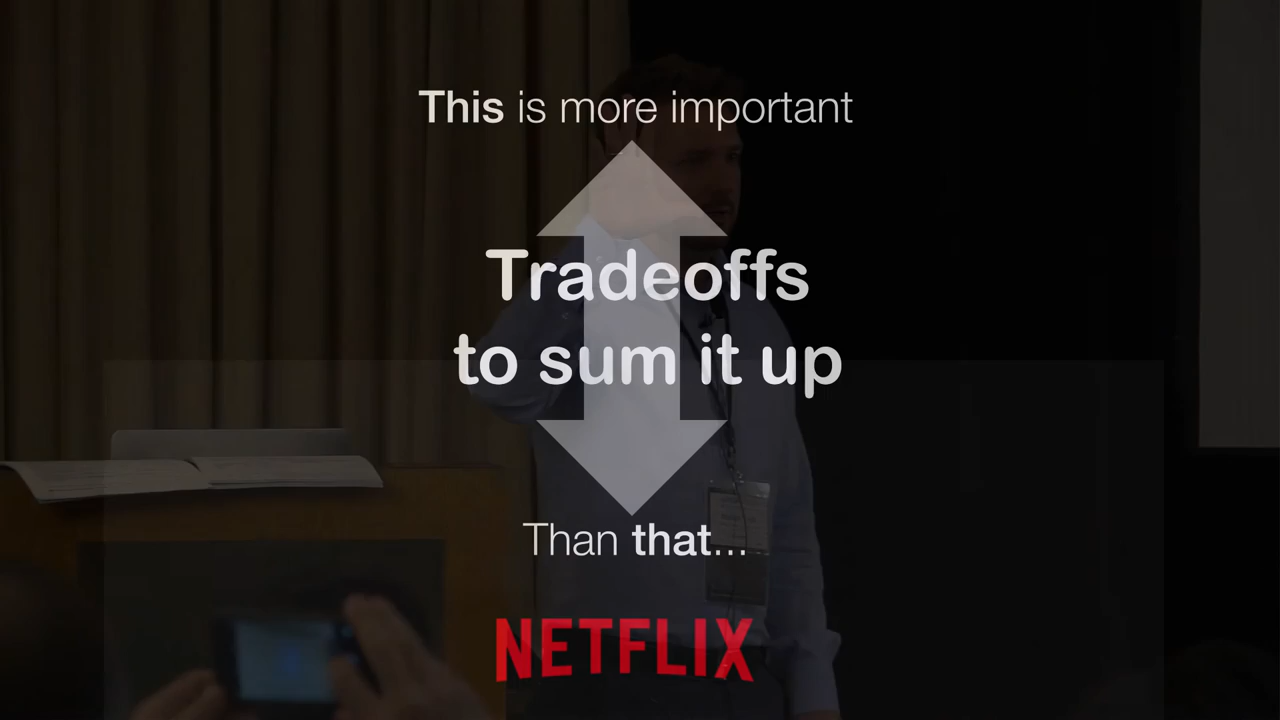 This is more important
Tradeoffs
to sum it up
Than that...
NETFLIX